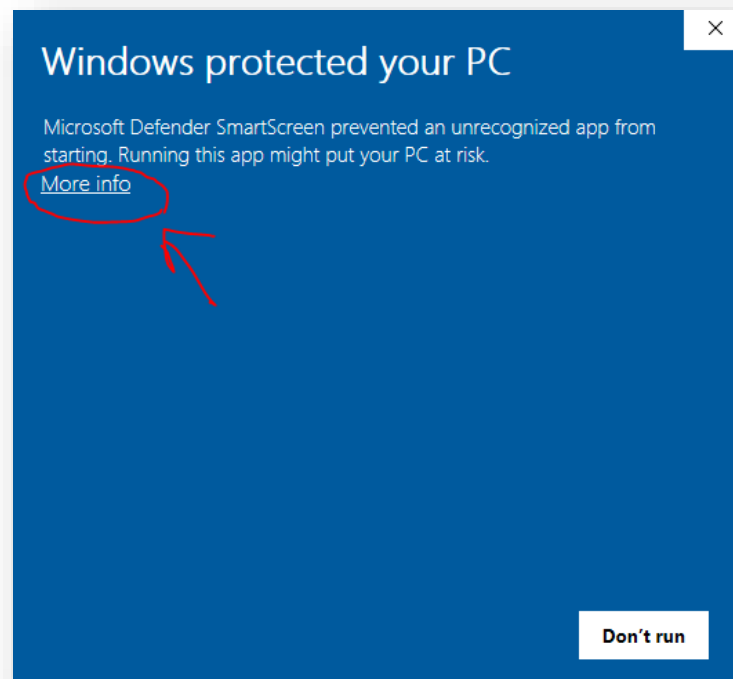 Windows protected your PC
Microsoft Defender SmartScreen prevented an unrecognized app from
starting. Running this app might put your PC at risk.
More info
Don’t run